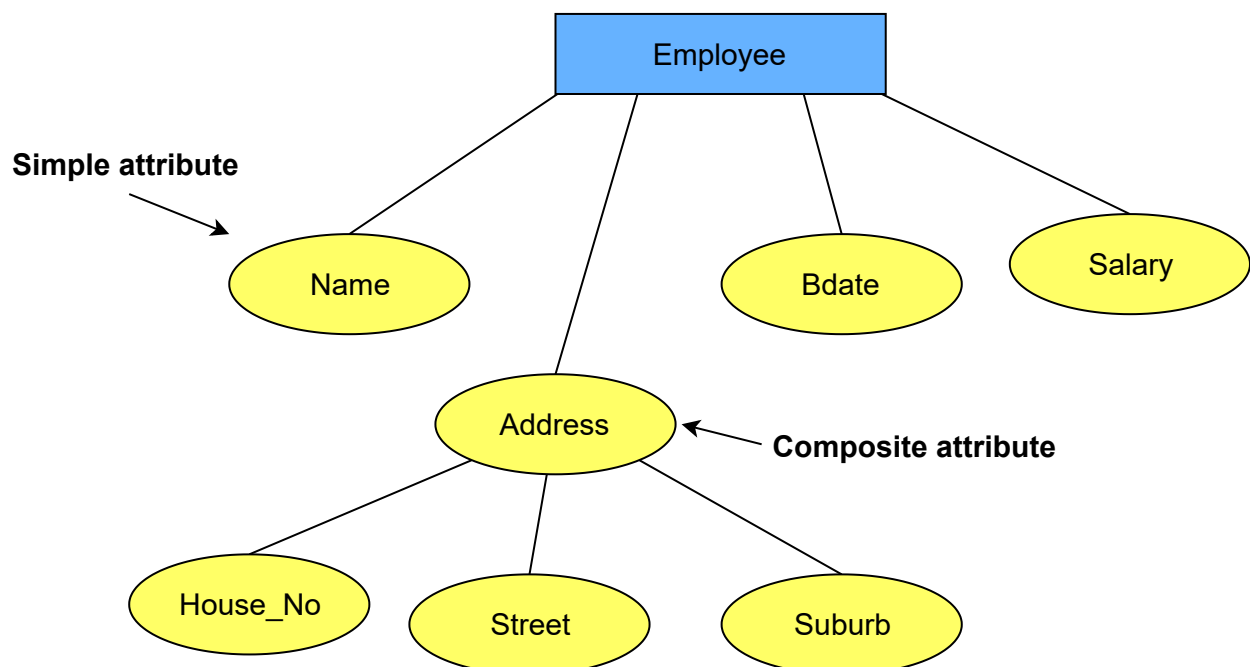 Employee
Simple attribute
Name
Bdate
Salary
Address
Composite attribute
House_No
Street
Suburb